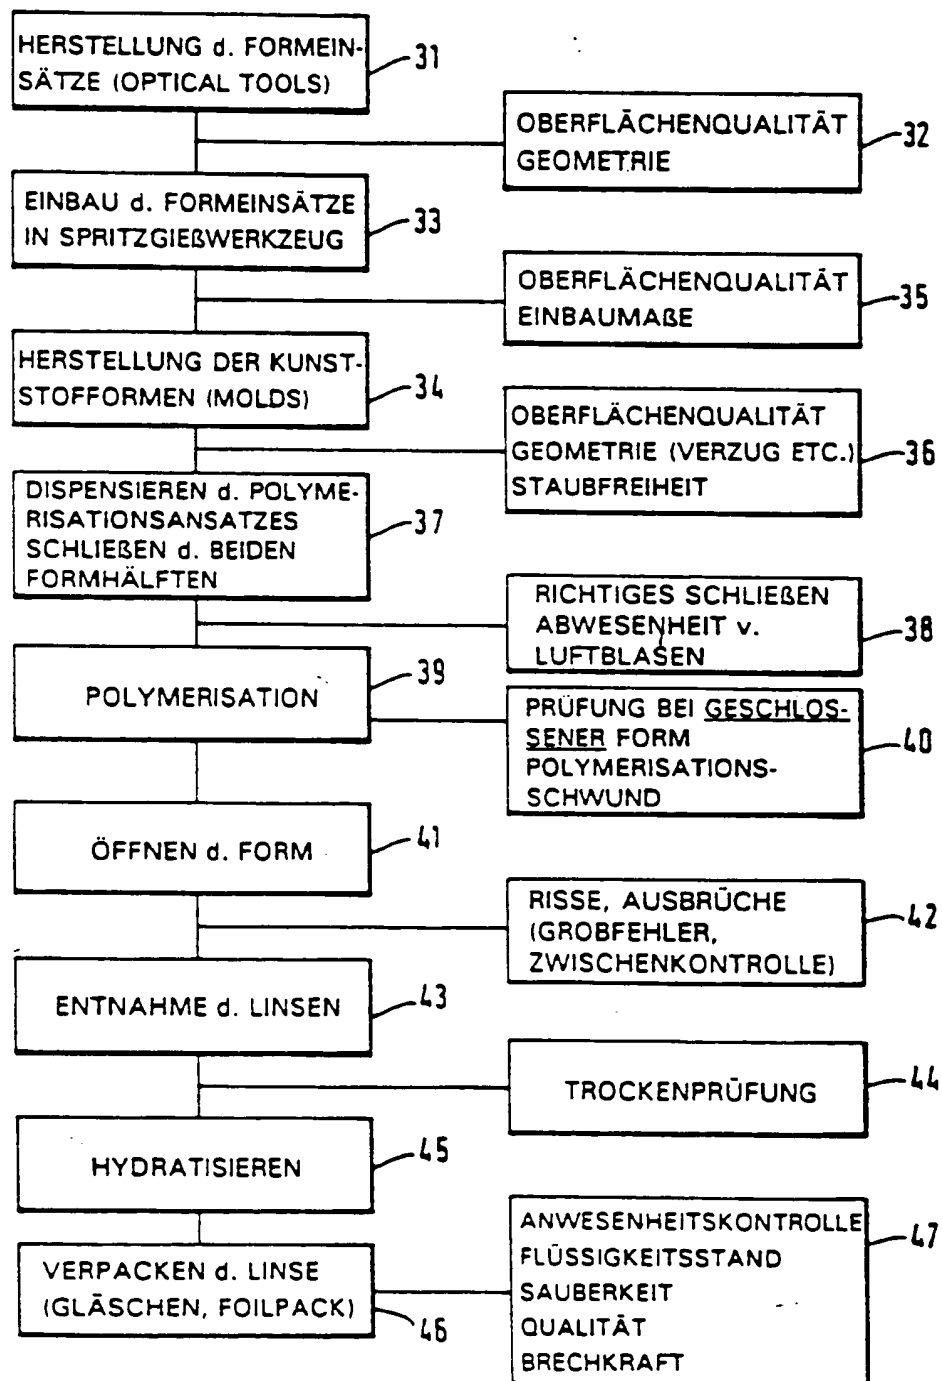 HERSTELLUNG d. FORMEIN-
SÄTZE (OPTICAL TOOLS)
31
OBERFLÄCHENQUALITÄT
GEOMETRIE
32
EINBAU d. FORMEINSÄTZE
IN SPRITZGIEßWERKZEUG
33
OBERFLÄCHENQUALITÄT
EINBAUMAßE
35
HERSTELLUNG DER KUNST-
STOFFORMEN (MOLDS)
34
OBERFLÄCHENQUALITÄT
GEOMETRIE (VERZUG ETC.)
STAUBFREIHEIT
36
DISPENSIEREN d. POLYME-
RISATIONSANSATZES
SCHLIEßEN d. BEIDEN
FORMHÄLFTEN
37
RICHTIGES SCHLIEßEN
ABWESENHEIT v.
LUFTBLASEN
38
POLYMERISATION
39
PRÜFUNG BEI GESCHLOS-
SENER FORM
POLYMERISATIONS-
SCHWUND
40
ÖFFNEN d. FORM
41
RISSE, AUSBRÜCHE
(GROBFEHLER,
ZWISCHENKONTROLLE)
42
ENTNAHME d. LINSEN
43
TROCKENPRÜFUNG
44
HYDRATISIEREN
45
VERPACKEN d. LINSE
(GLÄSCHEN, FOILPACK)
46
ANWESENHEITSKONTROLLE
FLÜSSIGKEITSSTAND
SAUBERKEIT
QUALITÄT
BRECHKRAFT
47